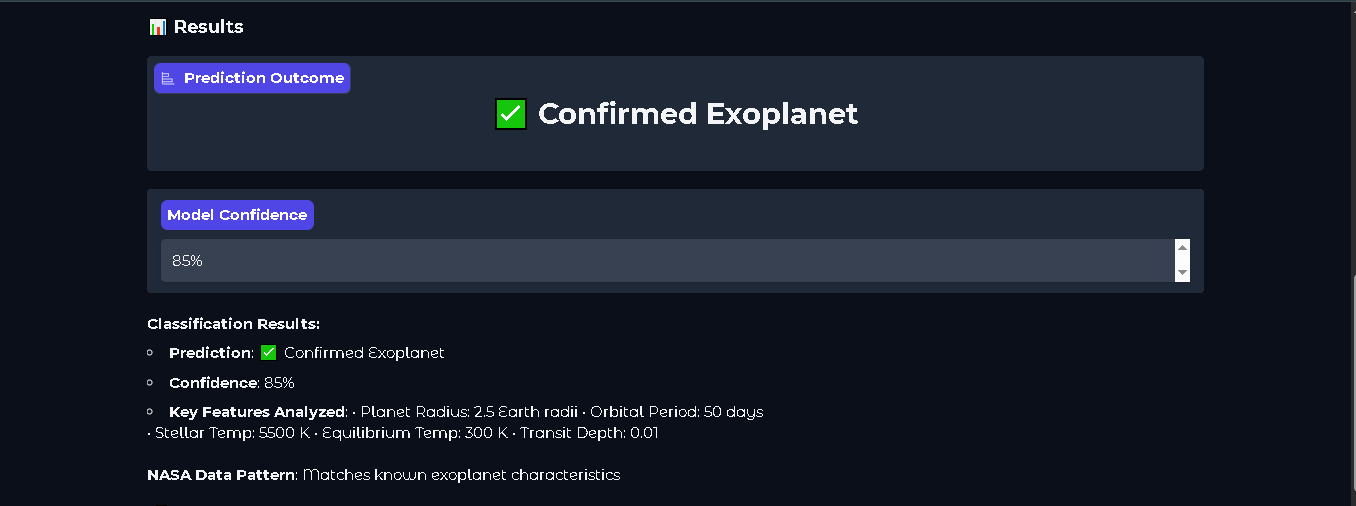 📊 Results
Prediction Outcome
✅ Confirmed Exoplanet
Model Confidence
85%
Classification Results:
Prediction: ✅ Confirmed Exoplanet
Confidence: 85%
Key Features Analyzed: • Planet Radius: 2.5 Earth radii • Orbital Period: 50 days
• Stellar Temp: 5500 K • Equilibrium Temp: 300 K • Transit Depth: 0.01
NASA Data Pattern: Matches known exoplanet characteristics